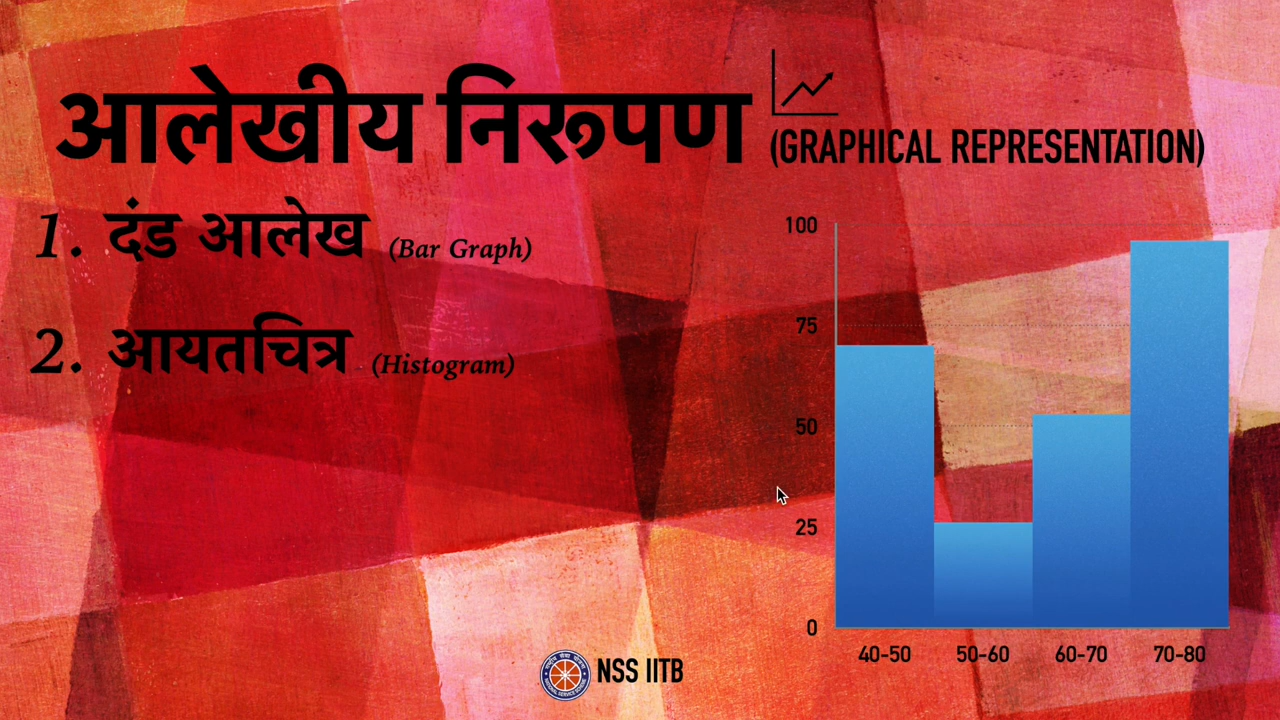 आलेखीय निरूपण
(GRAPHICAL REPRESENTATION)
1. दंड आलेख (Bar Graph)
2. आयतचित्र (Histogram)
100
75
50
25
0
40-50 50-60 60-70 70-80
NSS IITB